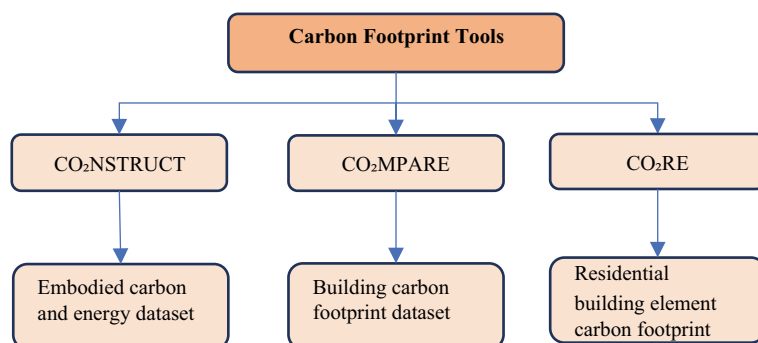 Carbon Footprint Tools
CO₂NSTRUCT
CO₂MPARE
CO₂RE
Embodied carbon
and energy dataset
Building carbon
footprint dataset
Residential
building element
carbon footprint